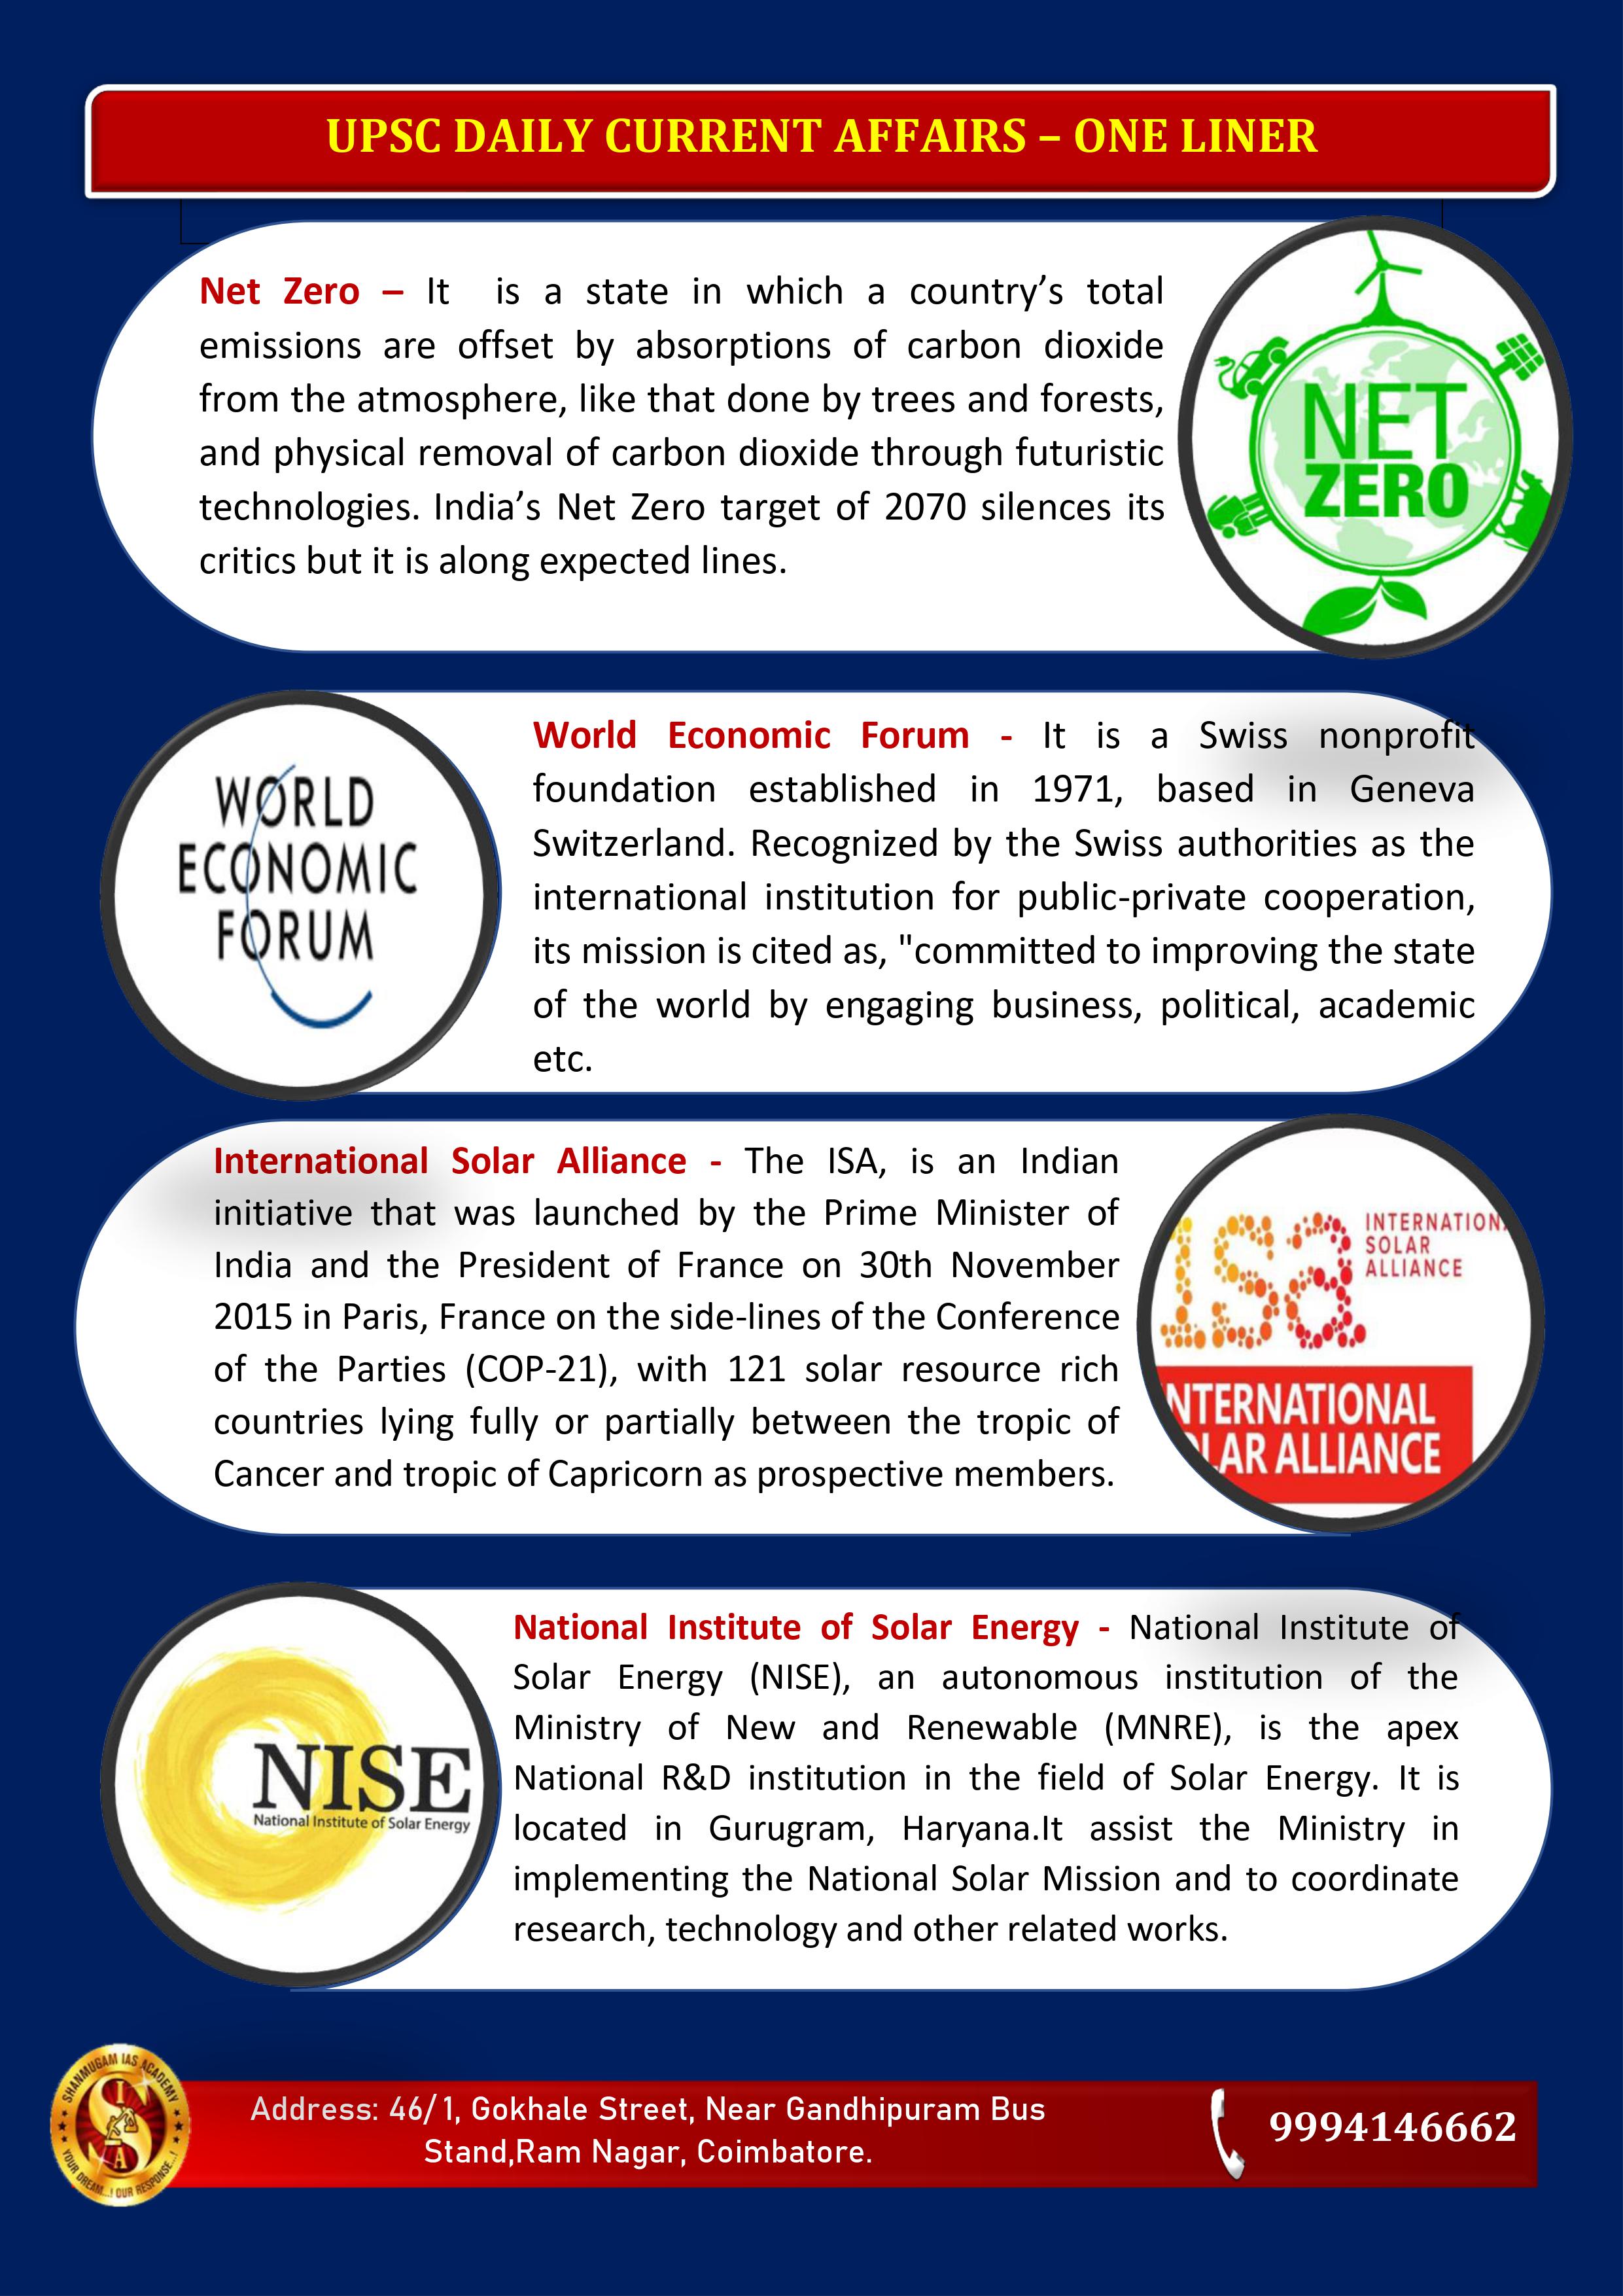 UPSC DAILY CURRENT AFFAIRS – ONE LINER
Net Zero – It is a state in which a country’s total
emissions are offset by absorptions of carbon dioxide
from the atmosphere, like that done by trees and forests,
and physical removal of carbon dioxide through futuristic
technologies. India’s Net Zero target of 2070 silences its
critics but it is along expected lines.
NET
ZERO
WORLD
ECONOMIC
FORUM
World Economic Forum - It is a Swiss nonprofit
foundation established in 1971, based in Geneva
Switzerland. Recognized by the Swiss authorities as the
international institution for public-private cooperation,
its mission is cited as, "committed to improving the state
of the world by engaging business, political, academic
etc.
International Solar Alliance - The ISA, is an Indian
initiative that was launched by the Prime Minister of
India and the President of France on 30th November
2015 in Paris, France on the side-lines of the Conference
of the Parties (COP-21), with 121 solar resource rich
countries lying fully or partially between the tropic of
Cancer and tropic of Capricorn as prospective members.
isa
INTERNATION
SOLAR
ALLIANCE
NTERNATIONAL
LAR ALLIANCE
NISE
National Institute of Solar Energy
National Institute of Solar Energy - National Institute of
Solar Energy (NISE), an autonomous institution of the
Ministry of New and Renewable (MNRE), is the apex
National R&D institution in the field of Solar Energy. It is
located in Gurugram, Haryana.It assist the Ministry in
implementing the National Solar Mission and to coordinate
research, technology and other related works.
SHANMUGAM IAS ACADEMY
SIA
YOUR DREAM...! OUR RESPONSE...!
Address: 46/1, Gokhale Street, Near Gandhipuram Bus
Stand,Ram Nagar, Coimbatore.
9994146662